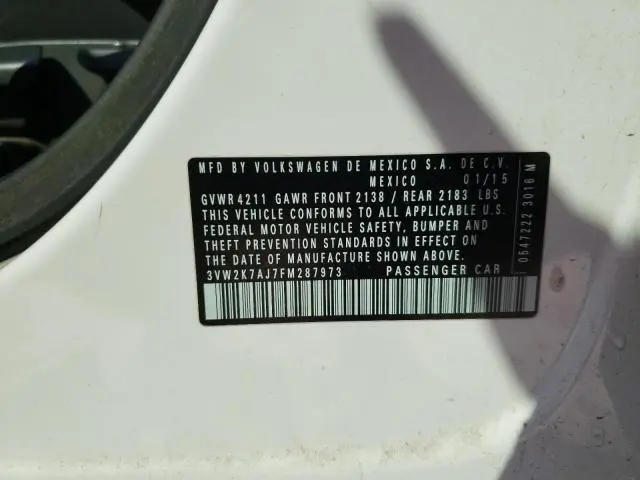 MFD BY VOLKSWAGEN DE MEXICO S.A. DE C.V.
MEXICO 01/15
GVWR 4211 GAWR FRONT 2138 / REAR 2183 LBS
THIS VEHICLE CONFORMS TO ALL APPLICABLE U.S.
FEDERAL MOTOR VEHICLE SAFETY, BUMPER AND
THEFT PREVENTION STANDARDS IN EFFECT ON
THE DATE OF MANUFACTURE SHOWN ABOVE.
3VW2K7AJ7FM287973 PASSENGER CAR
0547222 3016 M